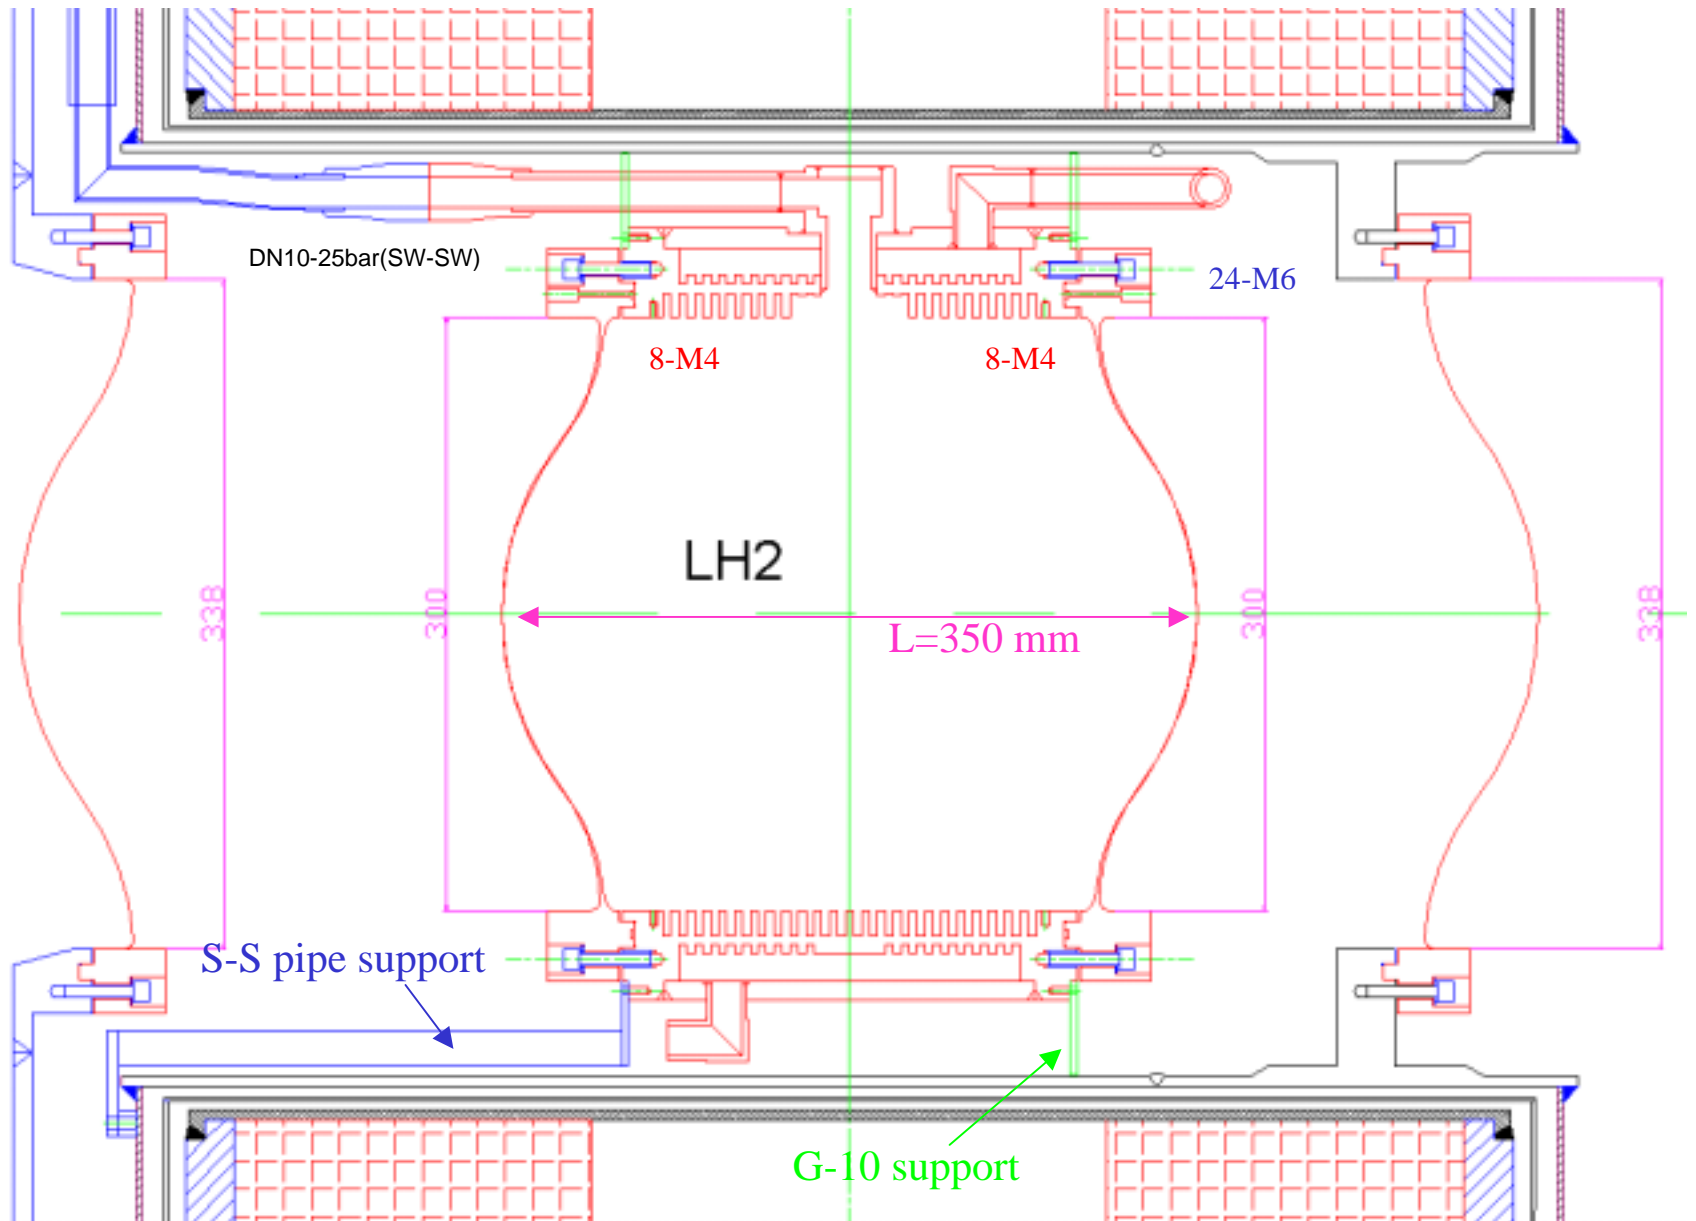 DN10-25bar(SW-SW)
24-M6
8-M4
8-M4
LH2
338
300
L=350 mm
300
338
S-S pipe support
G-10 support